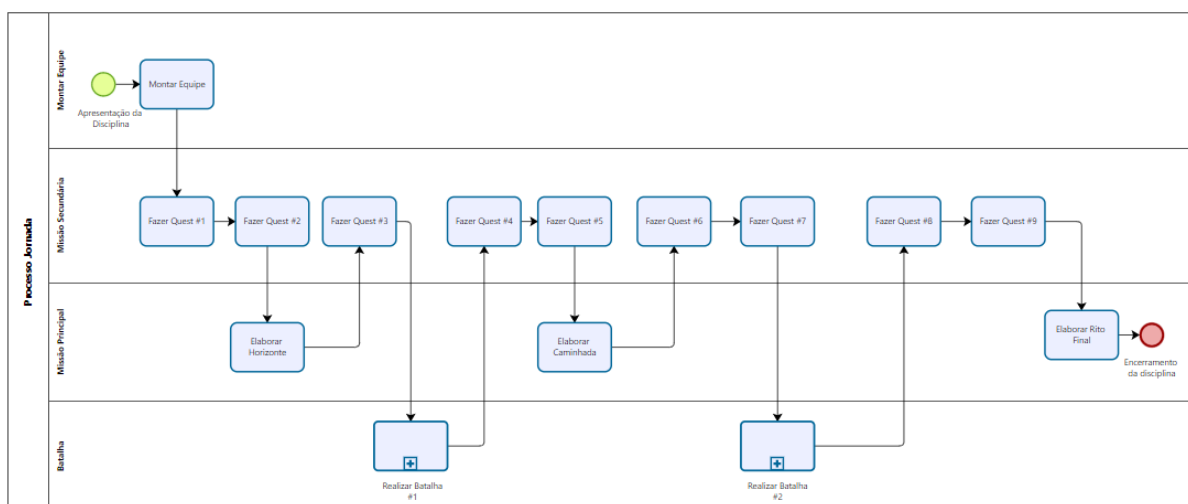 Processo Jornada
Montar Equipe
Apresentação da
Disciplina
Montar Equipe
Missão Secundária
Fazer Quest #1
Fazer Quest #2
Fazer Quest #3
Fazer Quest #4
Fazer Quest #5
Fazer Quest #6
Fazer Quest #7
Fazer Quest #8
Fazer Quest #9
Missão Principal
Elaborar
Horizonte
Elaborar
Caminhada
Elaborar Rito
Final
Encerramento
da disciplina
Batalha
Realizar Batalha
#1
Realizar Batalha
#2